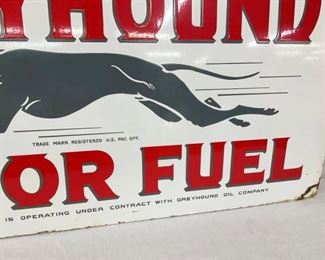 YHOUND
TRADE MARK REGISTERED U.S. PAT. OFF.
OR FUEL
IS OPERATING UNDER CONTRACT WITH GREYHOUND OIL COMPANY